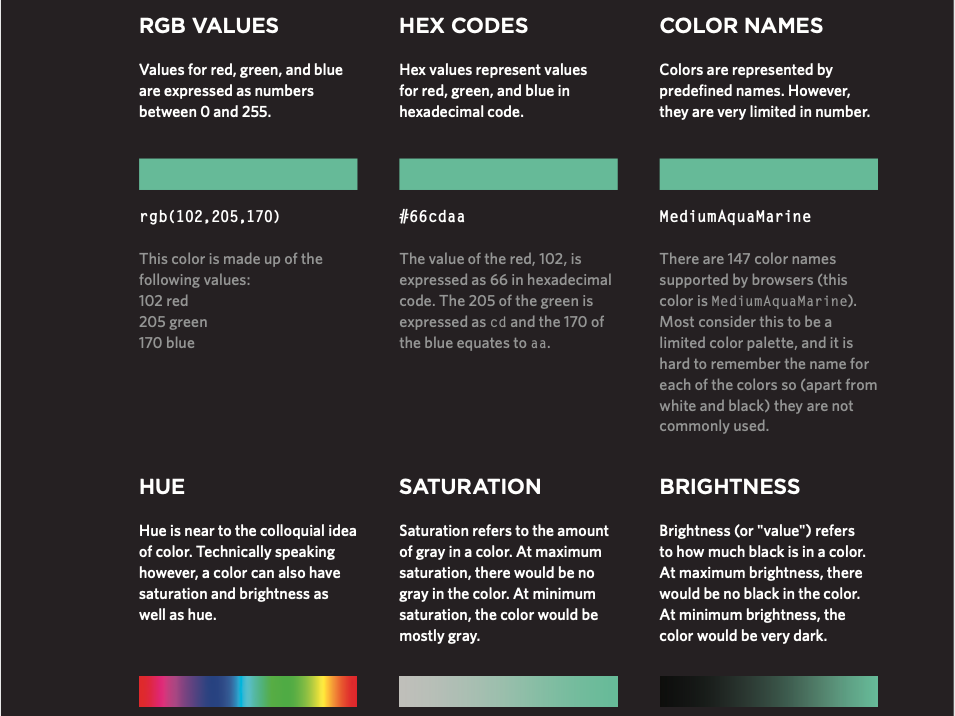 RGB VALUES
Values for red, green, and blue
are expressed as numbers
between 0 and 255.
rgb(102,205,170)
This color is made up of the
following values:
102 red
205 green
170 blue
HEX CODES
Hex values represent values
for red, green, and blue in
hexadecimal code.
#66cdaa
The value of the red, 102, is
expressed as 66 in hexadecimal
code. The 205 of the green is
expressed as cd and the 170 of
the blue equates to aa.
COLOR NAMES
Colors are represented by
predefined names. However,
they are very limited in number.
MediumAquaMarine
There are 147 color names
supported by browsers (this
color is MediumAquaMarine).
Most consider this to be a
limited color palette, and it is
hard to remember the name for
each of the colors so (apart from
white and black) they are not
commonly used.
HUE
Hue is near to the colloquial idea
of color. Technically speaking
however, a color can also have
saturation and brightness as
well as hue.
SATURATION
Saturation refers to the amount
of gray in a color. At maximum
saturation, there would be no
gray in the color. At minimum
saturation, the color would be
mostly gray.
BRIGHTNESS
Brightness (or "value") refers
to how much black is in a color.
At maximum brightness, there
would be no black in the color.
At minimum brightness, the
color would be very dark.